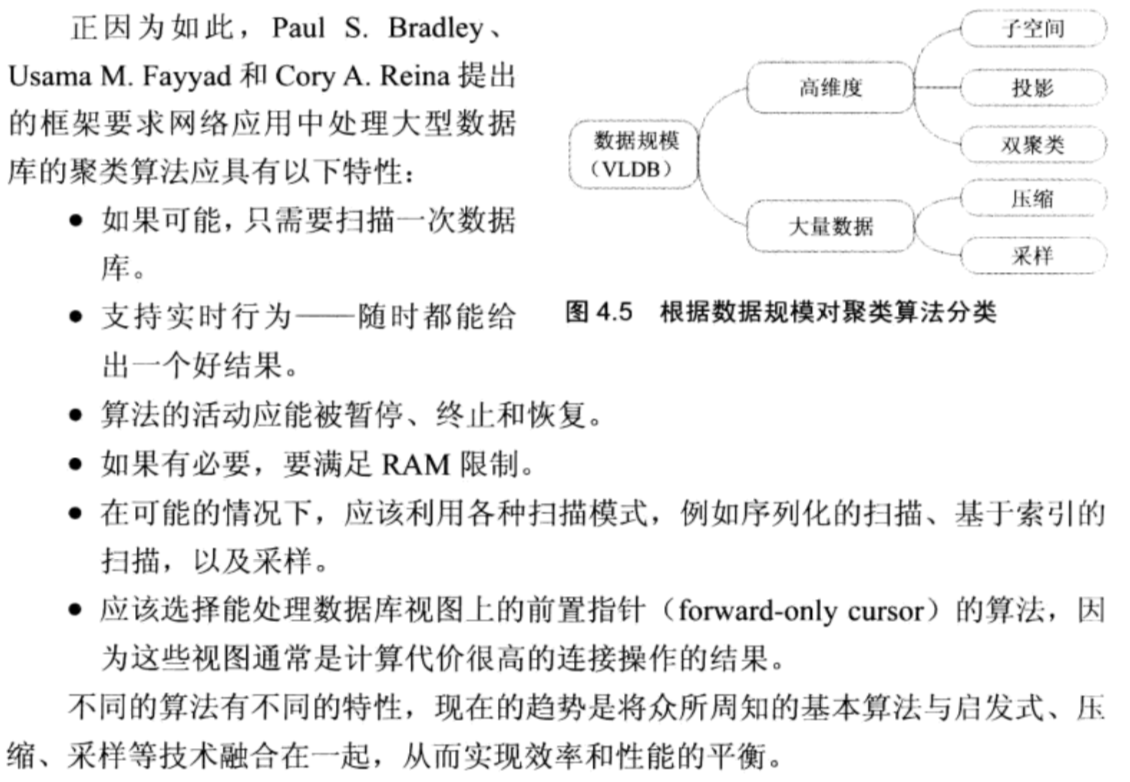 正因为如此，Paul S. Bradley、
Usama M. Fayyad 和 Cory A. Reina 提出
的框架要求网络应用中处理大型数据
库的聚类算法应具有以下特性：
● 如果可能，只需要扫描一次数据
库。
● 支持实时行为——随时都能给
出一个好结果。
数据规模
（VLDB）
高维度
大量数据
子空间
投影
双聚类
压缩
采样
图 4.5 根据数据规模对聚类算法分类
● 算法的活动应能被暂停、终止和恢复。
● 如果有必要，要满足 RAM 限制。
● 在可能的情况下，应该利用各种扫描模式，例如序列化的扫描、基于索引的
扫描，以及采样。
● 应该选择能处理数据库视图上的前置指针（forward-only cursor）的算法，因
为这些视图通常是计算代价很高的连接操作的结果。
不同的算法有不同的特性，现在的趋势是将众所周知的基本算法与启发式、压
缩、采样等技术融合在一起，从而实现效率和性能的平衡。